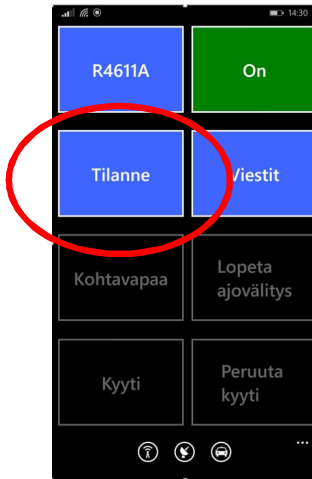 14:30
R4611A
On
Tilanne
Viestit
Kohtavapaa
Lopeta
ajovälitys
Kyyti
Peruuta
kyyti